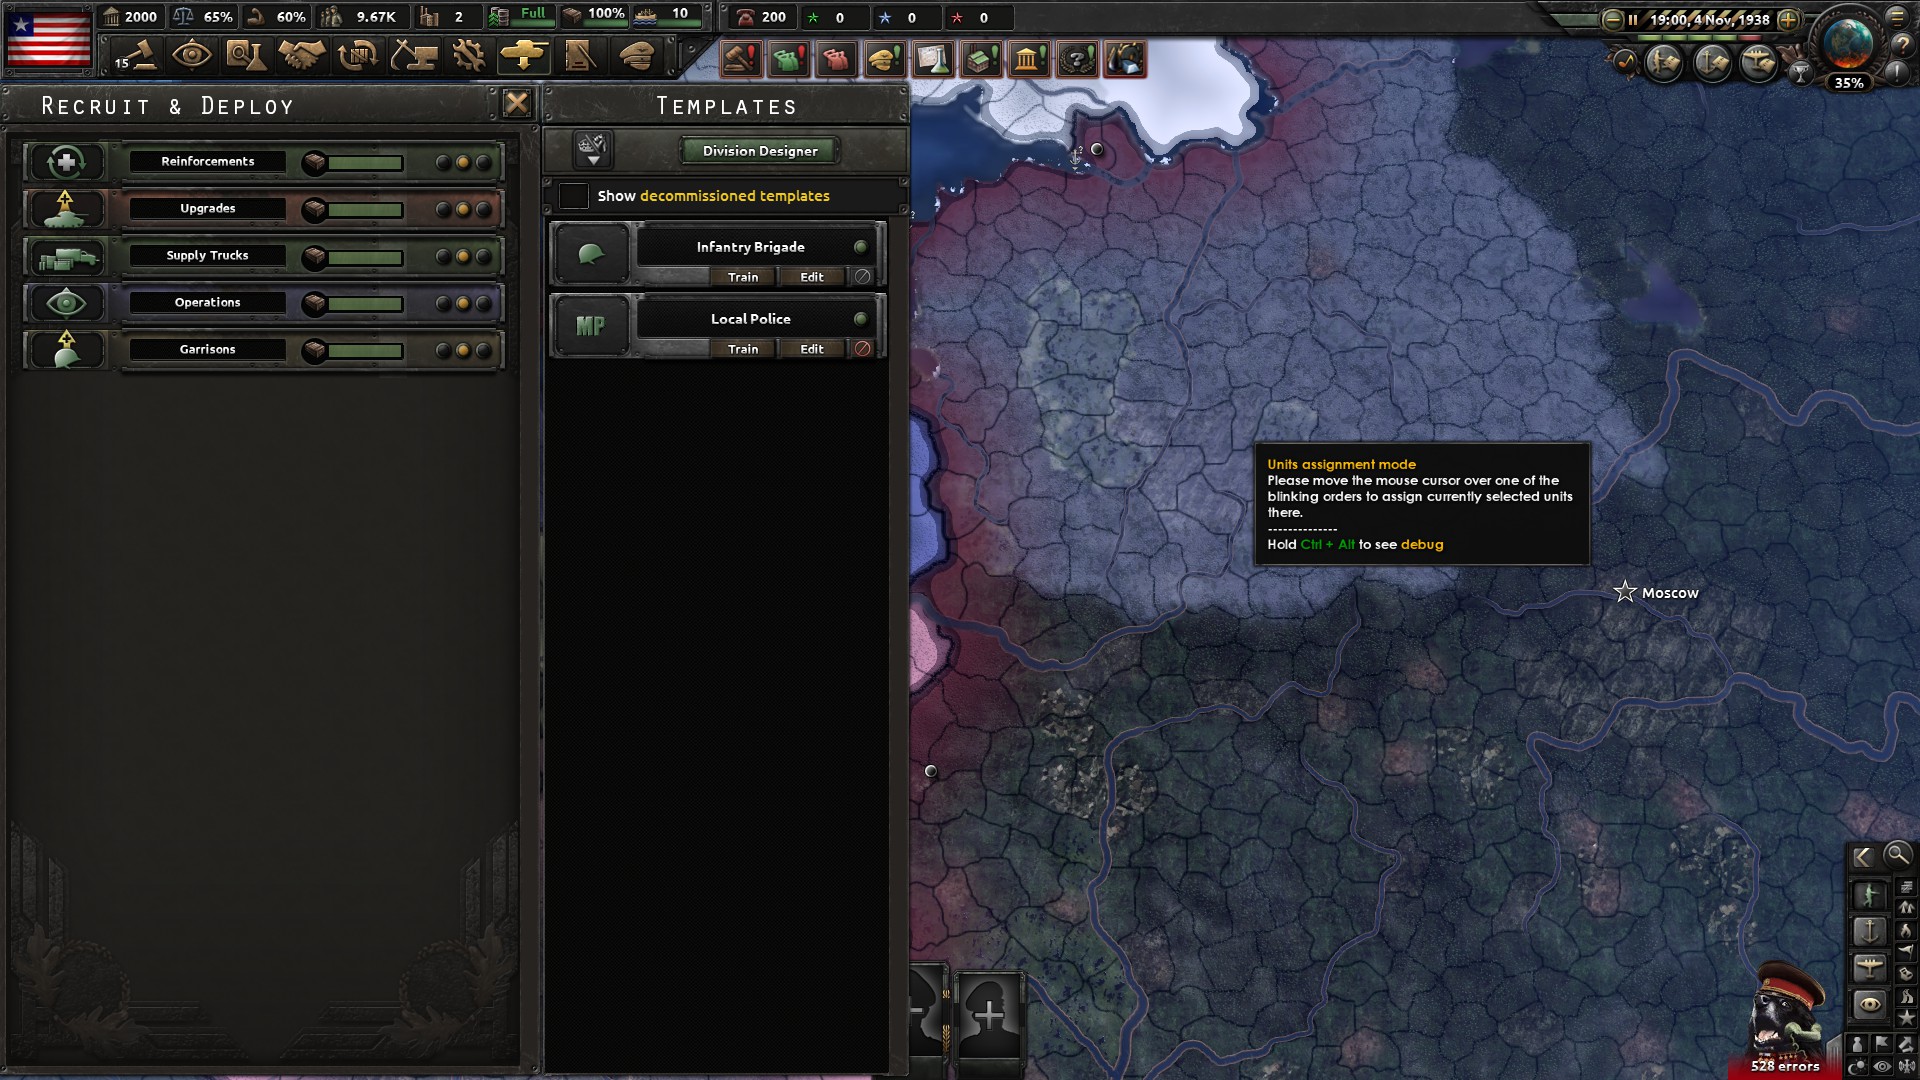 2000 65% 60% 9.67K 2 Full 100% 10 200 0 0 0 19:00, 4 Nov, 1938
15
35%
Recruit & Deploy
Reinforcements
Upgrades
Supply Trucks
Operations
Garrisons
Templates
Division Designer
Show decommissioned templates
Infantry Brigade
Train Edit
MP
Local Police
Train Edit
Units assignment mode
Please move the mouse cursor over one of the
blinking orders to assign currently selected units
there.
--------------
Hold Ctrl + Alt to see debug
Moscow
528 errors